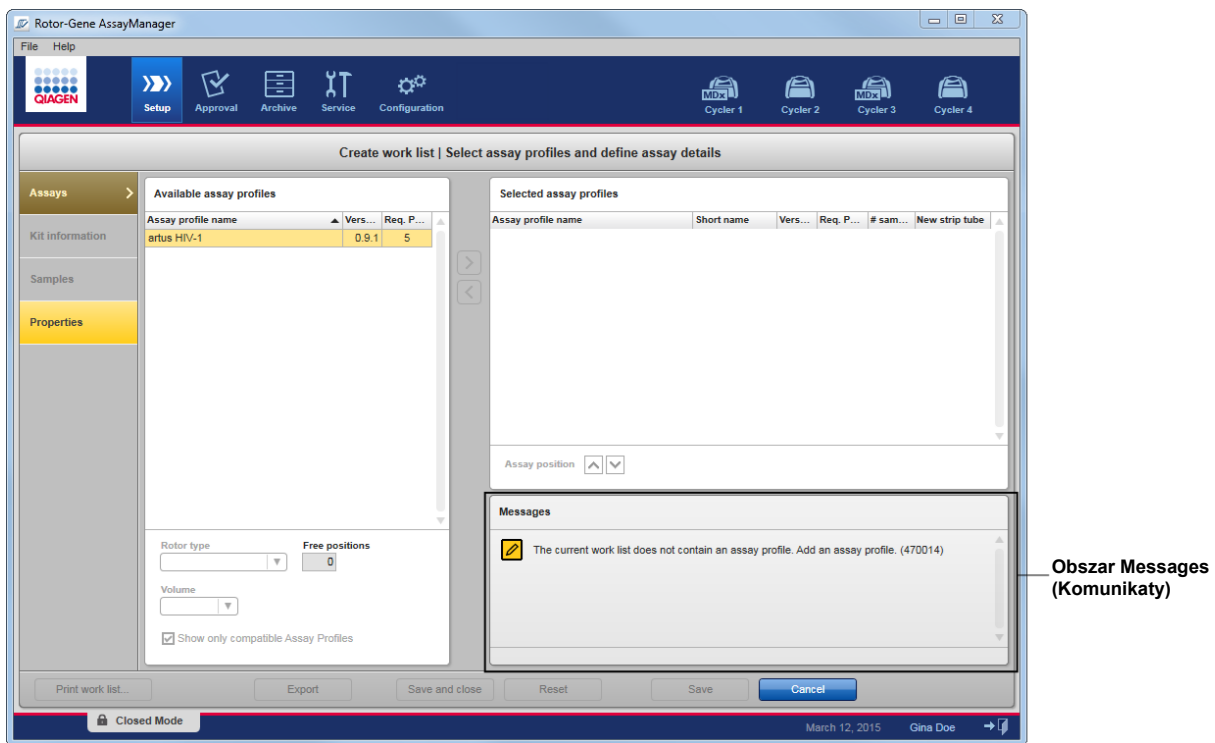 Rotor-Gene AssayManager
File Help
QIAGEN
Setup Approval Archive Service Configuration
MDx Cycler 1 Cycler 2 MDx Cycler 3 Cycler 4
Create work list | Select assay profiles and define assay details
Assays
Kit information
Samples
Properties
Available assay profiles
Assay profile name Vers... Req. P...
artus HIV-1 0.9.1 5
Rotor type Free positions
0
Volume
Show only compatible Assay Profiles
Selected assay profiles
Assay profile name Short name Vers... Req. P... # sam... New strip tube
Assay position
Messages
The current work list does not contain an assay profile. Add an assay profile. (470014)
Obszar Messages
(Komunikaty)
Print work list... Export Save and close Reset Save Cancel
Closed Mode
March 12, 2015 Gina Doe